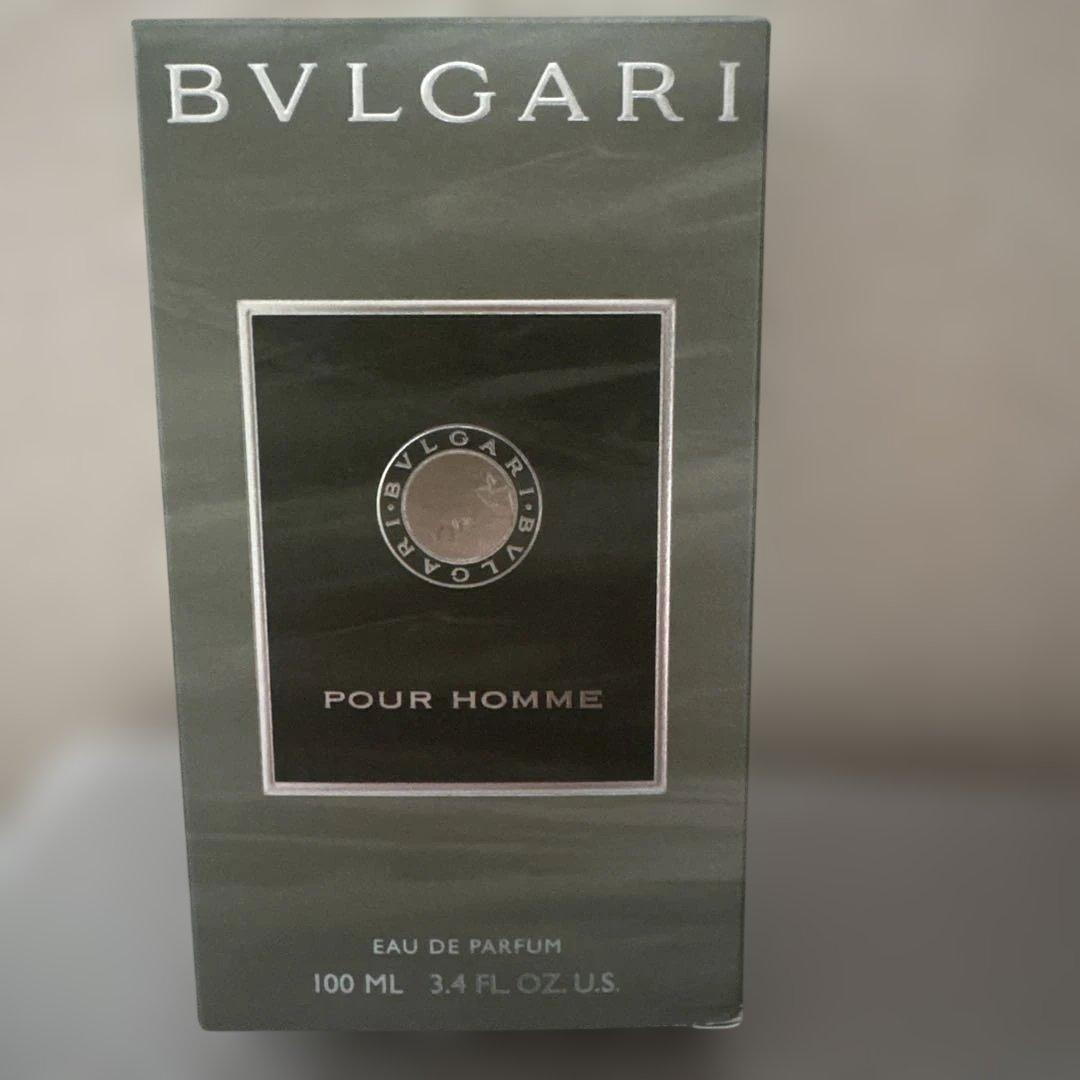 BVLGARI
BVLGARI · BVLGARI ·
POUR HOMME
EAU DE PARFUM
100 ML 3.4 FL. OZ. U.S.